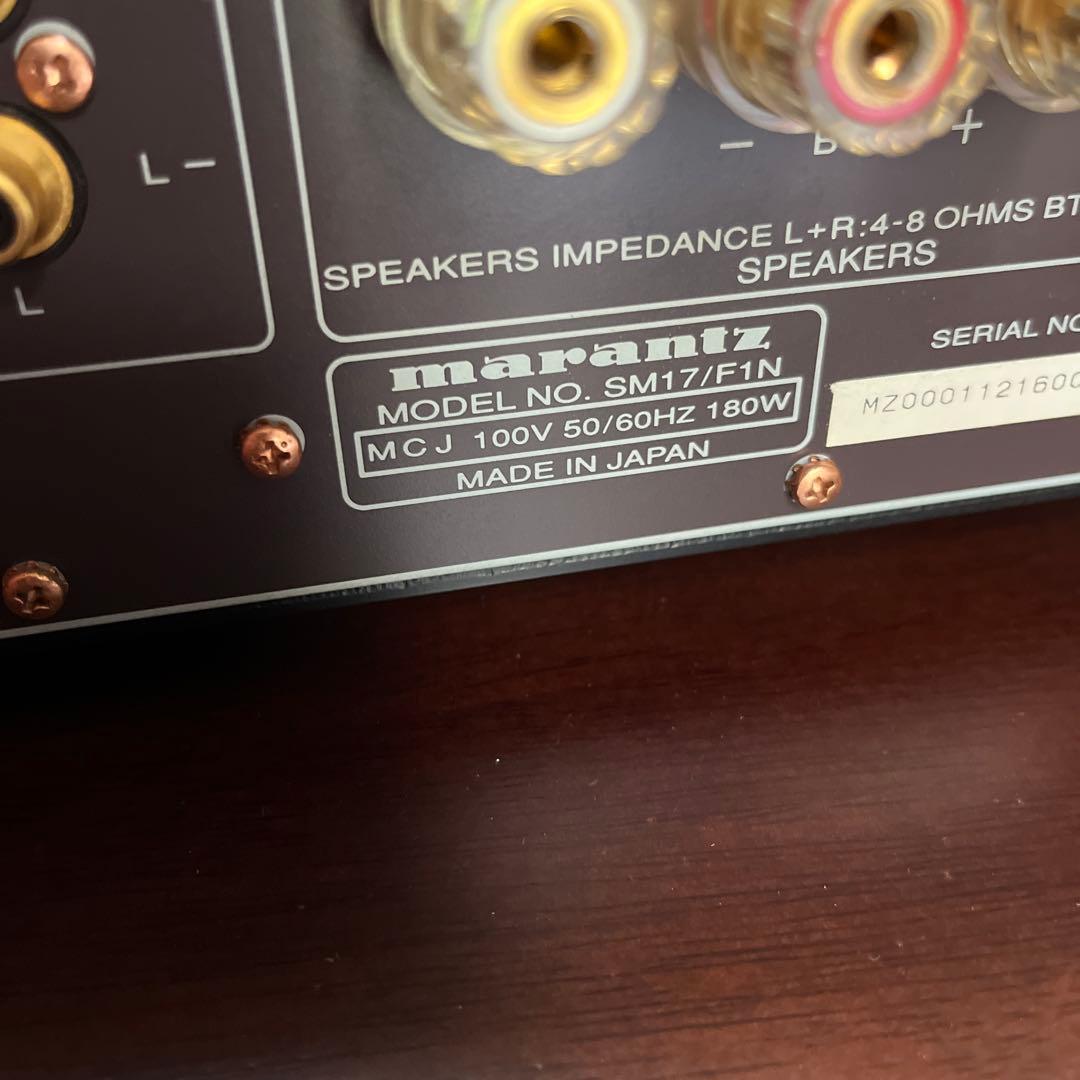 L –
L
– B +
SPEAKERS IMPEDANCE L+R:4-8 OHMS BT
SPEAKERS
marantz
MODEL NO. SM17/F1N
MCJ 100V 50/60HZ 180W
MADE IN JAPAN
SERIAL NO
MZ000112160